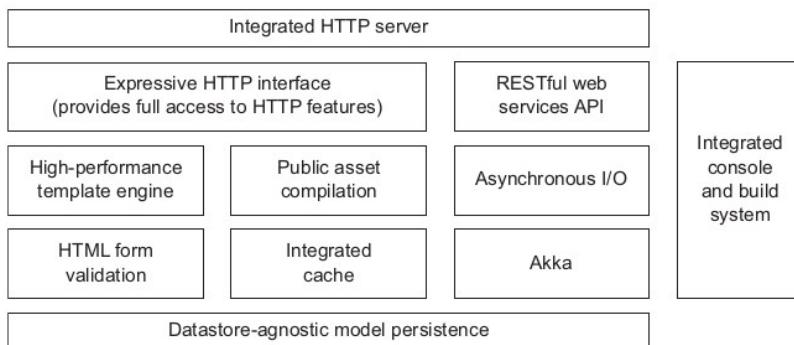 Integrated HTTP server
Expressive HTTP interface
(provides full access to HTTP features)
RESTful web
services API
Integrated
console
and build
system
High-performance
template engine
Public asset
compilation
Asynchronous I/O
HTML form
validation
Integrated
cache
Akka
Datastore-agnostic model persistence